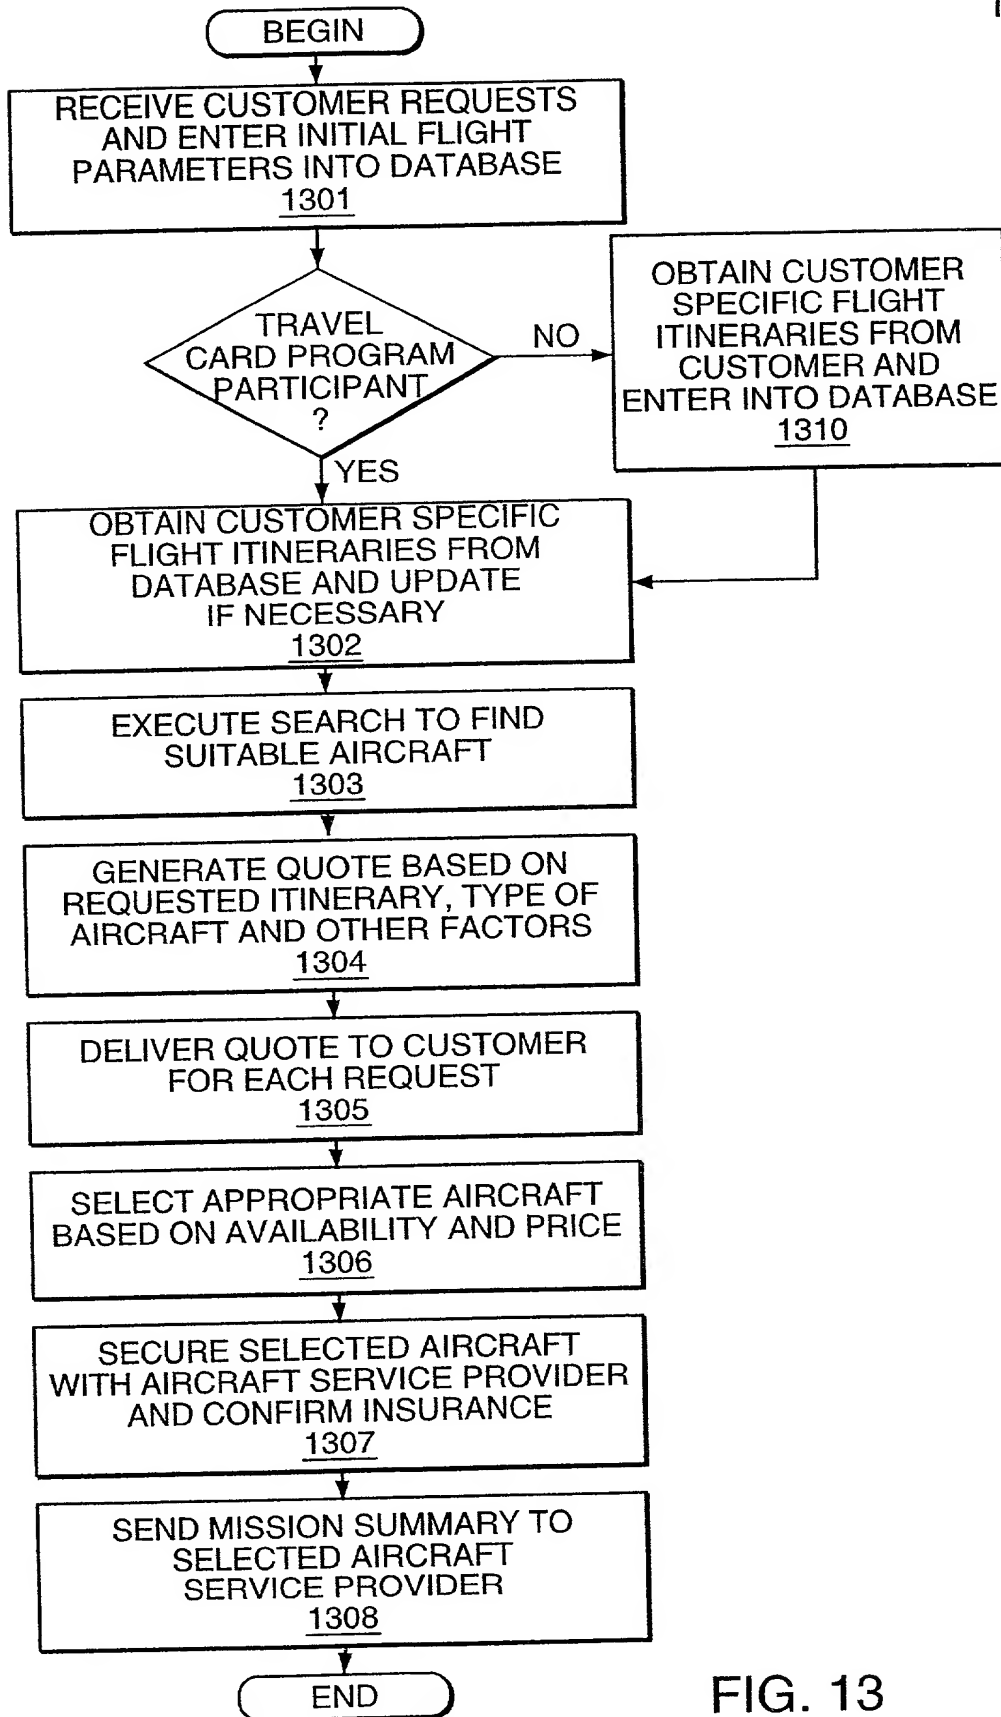 BEGIN
RECEIVE CUSTOMER REQUESTS
AND ENTER INITIAL FLIGHT
PARAMETERS INTO DATABASE
1301
TRAVEL
CARD PROGRAM
PARTICIPANT
?
NO
OBTAIN CUSTOMER
SPECIFIC FLIGHT
ITINERARIES FROM
CUSTOMER AND
ENTER INTO DATABASE
1310
YES
OBTAIN CUSTOMER SPECIFIC
FLIGHT ITINERARIES FROM
DATABASE AND UPDATE
IF NECESSARY
1302
EXECUTE SEARCH TO FIND
SUITABLE AIRCRAFT
1303
GENERATE QUOTE BASED ON
REQUESTED ITINERARY, TYPE OF
AIRCRAFT AND OTHER FACTORS
1304
DELIVER QUOTE TO CUSTOMER
FOR EACH REQUEST
1305
SELECT APPROPRIATE AIRCRAFT
BASED ON AVAILABILITY AND PRICE
1306
SECURE SELECTED AIRCRAFT
WITH AIRCRAFT SERVICE PROVIDER
AND CONFIRM INSURANCE
1307
SEND MISSION SUMMARY TO
SELECTED AIRCRAFT
SERVICE PROVIDER
1308
END
FIG. 13